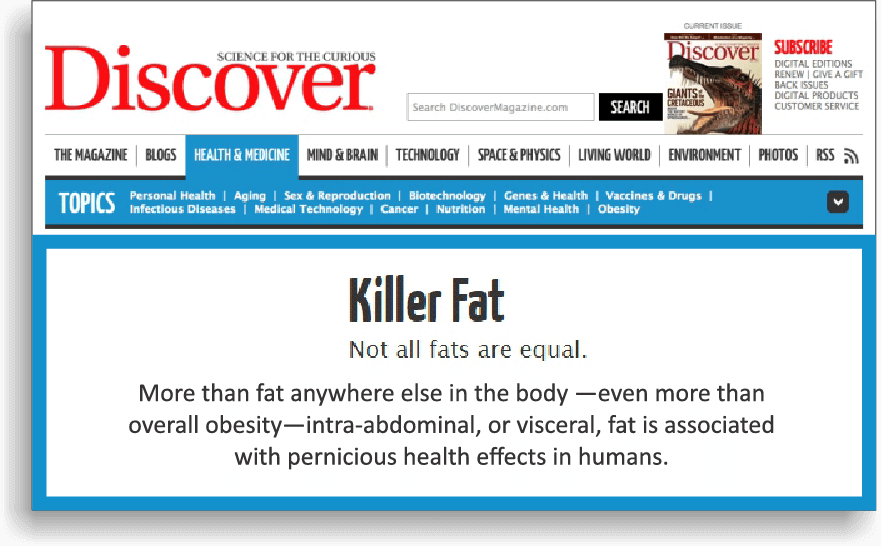 CURRENT ISSUE
SCIENCE FOR THE CURIOUS
Discover
Search DiscoverMagazine.com
SEARCH
Discover
GIANTS
CRETACEOUS
SUBSCRIBE
DIGITAL EDITIONS
RENEW | GIVE A GIFT
BACK ISSUES
DIGITAL PRODUCTS
CUSTOMER SERVICE
THE MAGAZINE | BLOGS | HEALTH & MEDICINE | MIND & BRAIN | TECHNOLOGY | SPACE & PHYSICS | LIVING WORLD | ENVIRONMENT | PHOTOS | RSS
TOPICS
Personal Health | Aging | Sex & Reproduction | Biotechnology | Genes & Health | Vaccines & Drugs |
Infectious Diseases | Medical Technology | Cancer | Nutrition | Mental Health | Obesity
Killer Fat
Not all fats are equal.
More than fat anywhere else in the body —even more than
overall obesity—intra-abdominal, or visceral, fat is associated
with pernicious health effects in humans.